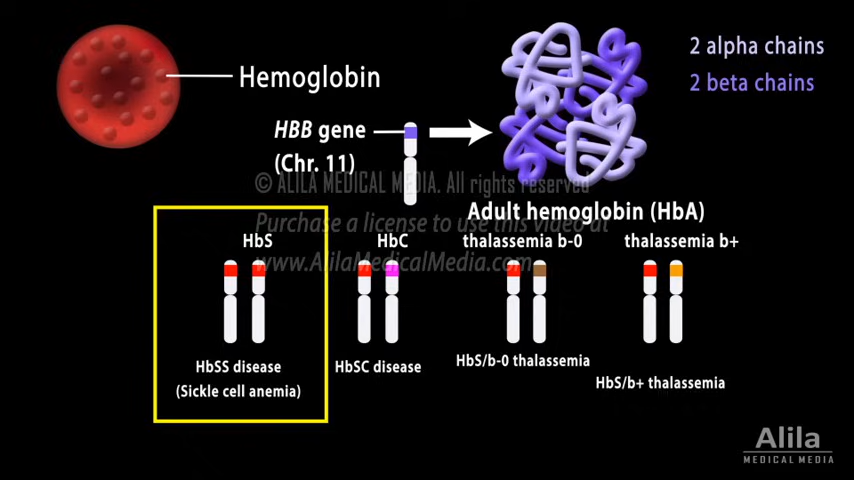 2 alpha chains
Hemoglobin
2 beta chains
HBB gene
(Chr. 11)
© ALILA MEDICAL MEDIA. All rights reserved
Adult hemoglobin (HbA)
Purchase a license to use this video at
HbS
HbC
thalassemia b-0
thalassemia b+
www.AlilaMedicalMedia.com
HbSS disease
(Sickle cell anemia)
HbSC disease
HbS/b-0 thalassemia
HbS/b+ thalassemia
Alila
MEDICAL MEDIA